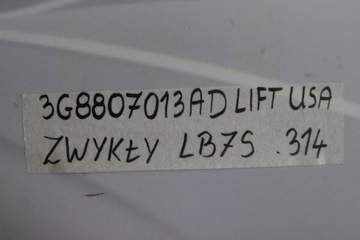 3G8807013AD LIFT USA
ZWYKŁY LB7S .314